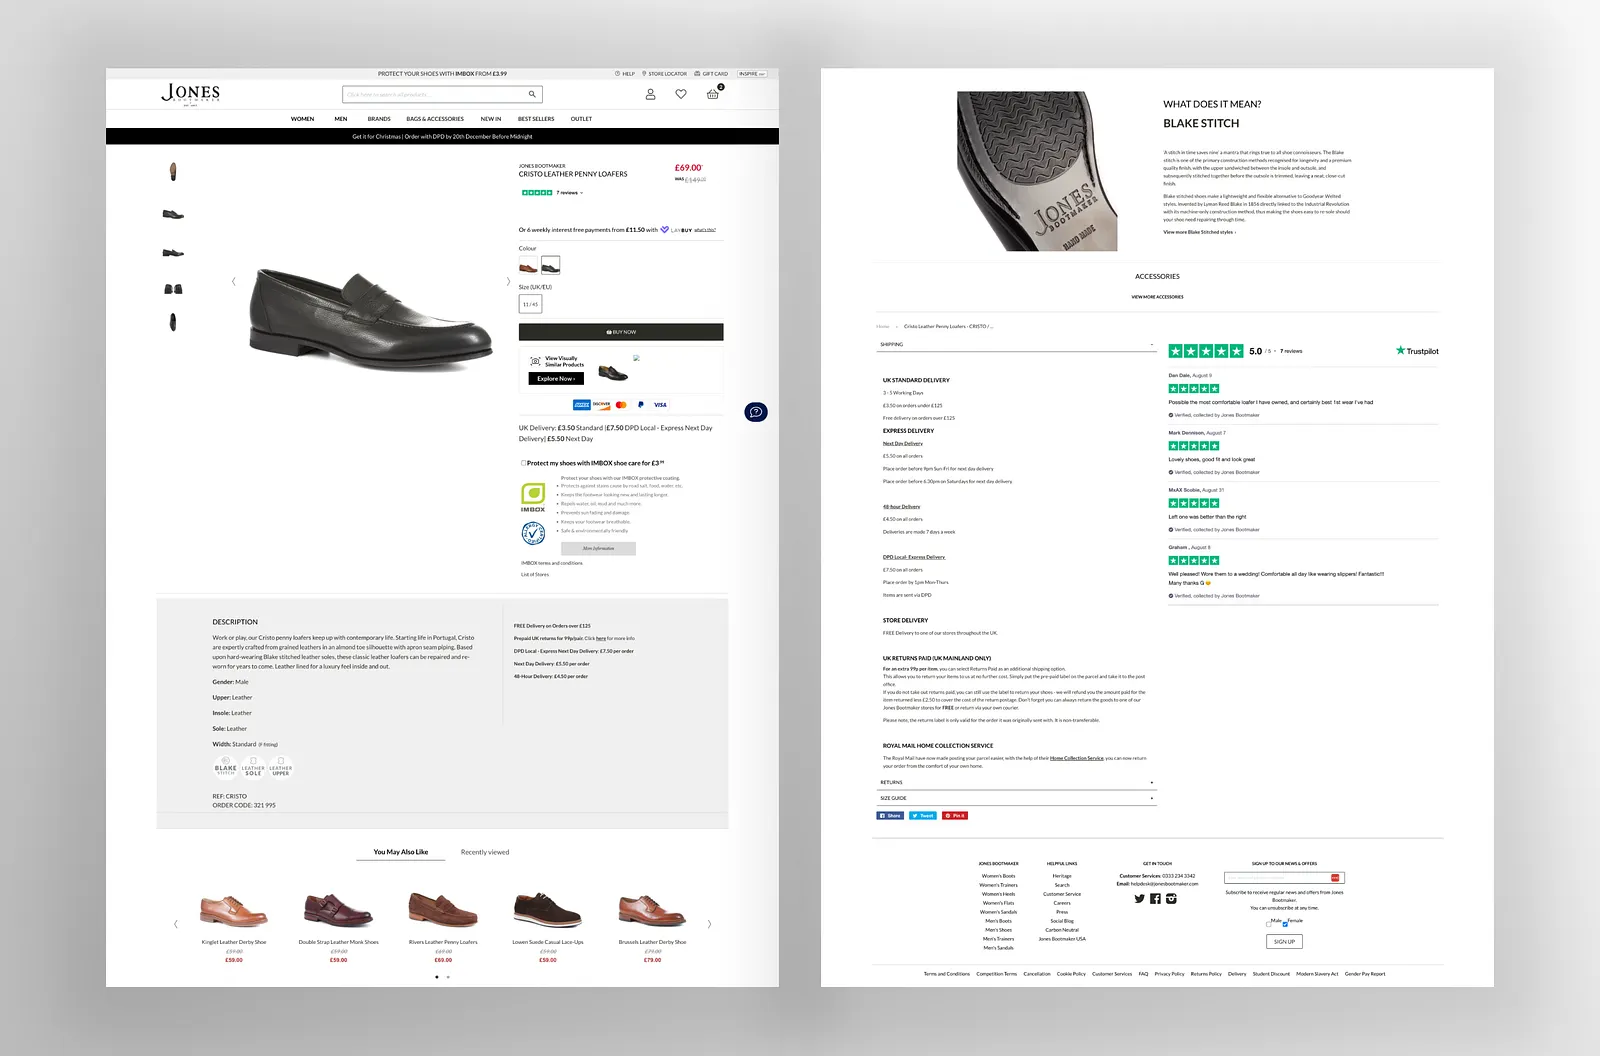 PROTECT YOUR SHOES WITH IMBOX FROM £3.99
HELP
STORE LOCATOR
GIFT CARD
INSPIRE
JONES
BOOTMAKER
2
WOMEN
MEN
BRANDS
BAGS & ACCESSORIES
NEW IN
BEST SELLERS
OUTLET
Get it for Christmas | Order with DPD by 20th December Before Midnight
JONES BOOTMAKER
CRISTO LEATHER PENNY LOAFERS
£69.00
WAS £149.00
7 reviews
Or 6 weekly interest free payments from £11.50 with LAYBUY what's this?
Colour
Size (UK/EU)
11 / 45
BUY NOW
View Visually
Similar Products
Explore Now ›
AMEX
DISCOVER
VISA
UK Delivery: £3.50 Standard |£7.50 DPD Local - Express Next Day
Delivery| £5.50 Next Day
Protect my shoes with IMBOX shoe care for £3.99
Protect your shoes with our IMBOX protective coating.
Protects against stains cause by road salt, food, water, etc.
Keeps the footwear looking new and lasting longer.
Repels water, oil, mud and much more.
Prevents sun fading and damage.
Keeps your footwear breathable.
Safe & environmentally friendly.
IMBOX
More Information
IMBOX terms and conditions
List of Stores
DESCRIPTION
Work or play, our Cristo penny loafers keep up with contemporary life. Starting life in Portugal, Cristo
are expertly crafted from grained leathers in an almond toe silhouette with apron seam piping. Based
upon hard-wearing Blake stitched leather soles, these classic leather loafers can be repaired and re-
worn for years to come. Leather lined for a luxury feel inside and out.
Gender: Male
Upper: Leather
Insole: Leather
Sole: Leather
Width: Standard (F fitting)
BLAKE STITCH
LEATHER SOLE
LEATHER UPPER
REF: CRISTO
ORDER CODE: 321 995
FREE Delivery on Orders over £125
Prepaid UK returns for 99p/pair. Click here for more info
DPD Local - Express Next Day Delivery: £7.50 per order
Next Day Delivery: £5.50 per order
48-Hour Delivery: £4.50 per order
You May Also Like
Recently viewed
Kinglet Leather Derby Shoe
£59.00
Double Strap Leather Monk Shoes
£59.00
Rivers Leather Penny Loafers
£69.00
Lowen Suede Casual Lace-Ups
£59.00
Brussels Leather Derby Shoe
£79.00
JONES
BOOTMAKER
HAND MADE
WHAT DOES IT MEAN?
BLAKE STITCH
'A stitch in time saves nine' a mantra that rings true to all shoe connoisseurs. The Blake
stitch is one of the primary construction methods recognised for longevity and a premium
quality finish, with the upper sandwiched between the insole and outsole, and
subsequently stitched together before the outsole is trimmed, leaving a neat, close-cut
finish.
Blake stitched shoes make a lightweight and flexible alternative to Goodyear Welted
styles. Invented by Lyman Reed Blake in 1856 directly linked to the Industrial Revolution
with its machine-only construction method, thus making the shoes easy to re-sole should
your shoe need repairing through time.
View more Blake Stitched styles ›
ACCESSORIES
VIEW MORE ACCESSORIES
Home › Cristo Leather Penny Loafers - CRISTO / ...
SHIPPING
UK STANDARD DELIVERY
3 - 5 Working Days
£3.50 on orders under £125
Free delivery on orders over £125
EXPRESS DELIVERY
Next Day Delivery
£5.50 on all orders
Place order before 9pm Sun-Fri for next day delivery
Place order before 6.30pm on Saturdays for next day delivery
48-hour Delivery
£4.50 on all orders
Deliveries are made 7 days a week
DPD Local- Express Delivery
£7.50 on all orders
Place order by 1pm Mon-Thurs
Items are sent via DPD
STORE DELIVERY
FREE Delivery to one of our stores throughout the UK.
UK RETURNS PAID (UK MAINLAND ONLY)
For an extra 99p per item, you can select Returns Paid as an additional shipping option.
This allows you to return your items to us at no further cost. Simply put the pre-paid label on the parcel and take it to the post
office.
If you do not take out returns paid, you can still use the label to return your shoes - we will refund you the amount paid for the
item returned less £2.50 to cover the cost of the return postage. Don't forget you can always return the goods to one of our
Jones Bootmaker stores for FREE or return via your own courier.
Please note, the returns label is only valid for the order it was originally sent with. It is non-transferable.
ROYAL MAIL HOME COLLECTION SERVICE
The Royal Mail have now made posting your parcel easier, with the help of their Home Collection Service, you can now return
your order from the comfort of your own home.
RETURNS
SIZE GUIDE
Share
Tweet
Pin it
5.0 / 5 • 7 reviews
Trustpilot
Dan Dale, August 9
Possible the most comfortable loafer I have owned, and certainly best 1st wear I've had
Verified, collected by Jones Bootmaker
Mark Dennison, August 7
Lovely shoes, good fit and look great
Verified, collected by Jones Bootmaker
MxAX Scobie, August 31
Left one was better than the right
Verified, collected by Jones Bootmaker
Graham , August 9
Well pleased! Wore them to a wedding! Comfortable all day like wearing slippers! Fantastic!!!
Many thanks G 😊
Verified, collected by Jones Bootmaker
JONES BOOTMAKER
Women's Boots
Women's Trainers
Women's Heels
Women's Flats
Women's Sandals
Men's Boots
Men's Shoes
Men's Trainers
Men's Sandals
HELPFUL LINKS
Heritage
Search
Customer Service
Careers
Press
Social Blog
Carbon Neutral
Jones Bootmaker USA
GET IN TOUCH
Customer Services: 0333 234 3342
Email: helpdesk@jonesbootmaker.com
SIGN UP TO OUR NEWS & OFFERS
Subscribe to receive regular news and offers from Jones
Bootmaker.
You can unsubscribe at any time.
Male Female
SIGN UP
Terms and Conditions
Competition Terms
Cancellation
Cookie Policy
Customer Services
FAQ
Privacy Policy
Returns Policy
Delivery
Student Discount
Modern Slavery Act
Gender Pay Report